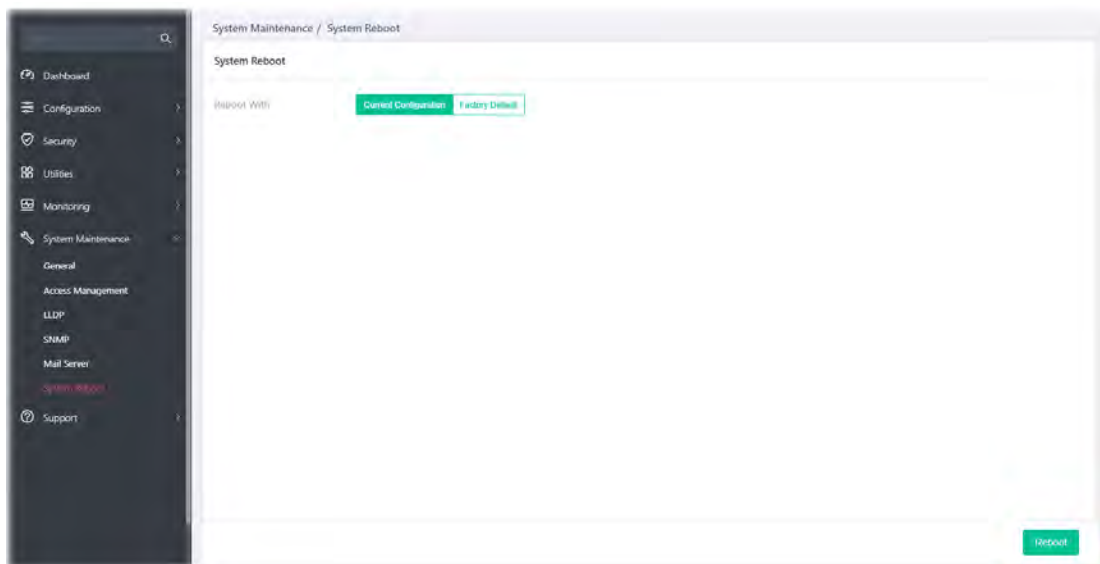 System Maintenance / System Reboot
System Reboot
Reboot With
Current Configuration
Factory Default
Dashboard
Configuration
Security
Utilities
Monitoring
System Maintenance
General
Access Management
LLDP
SNMP
Mail Server
System Reboot
Support
Reboot